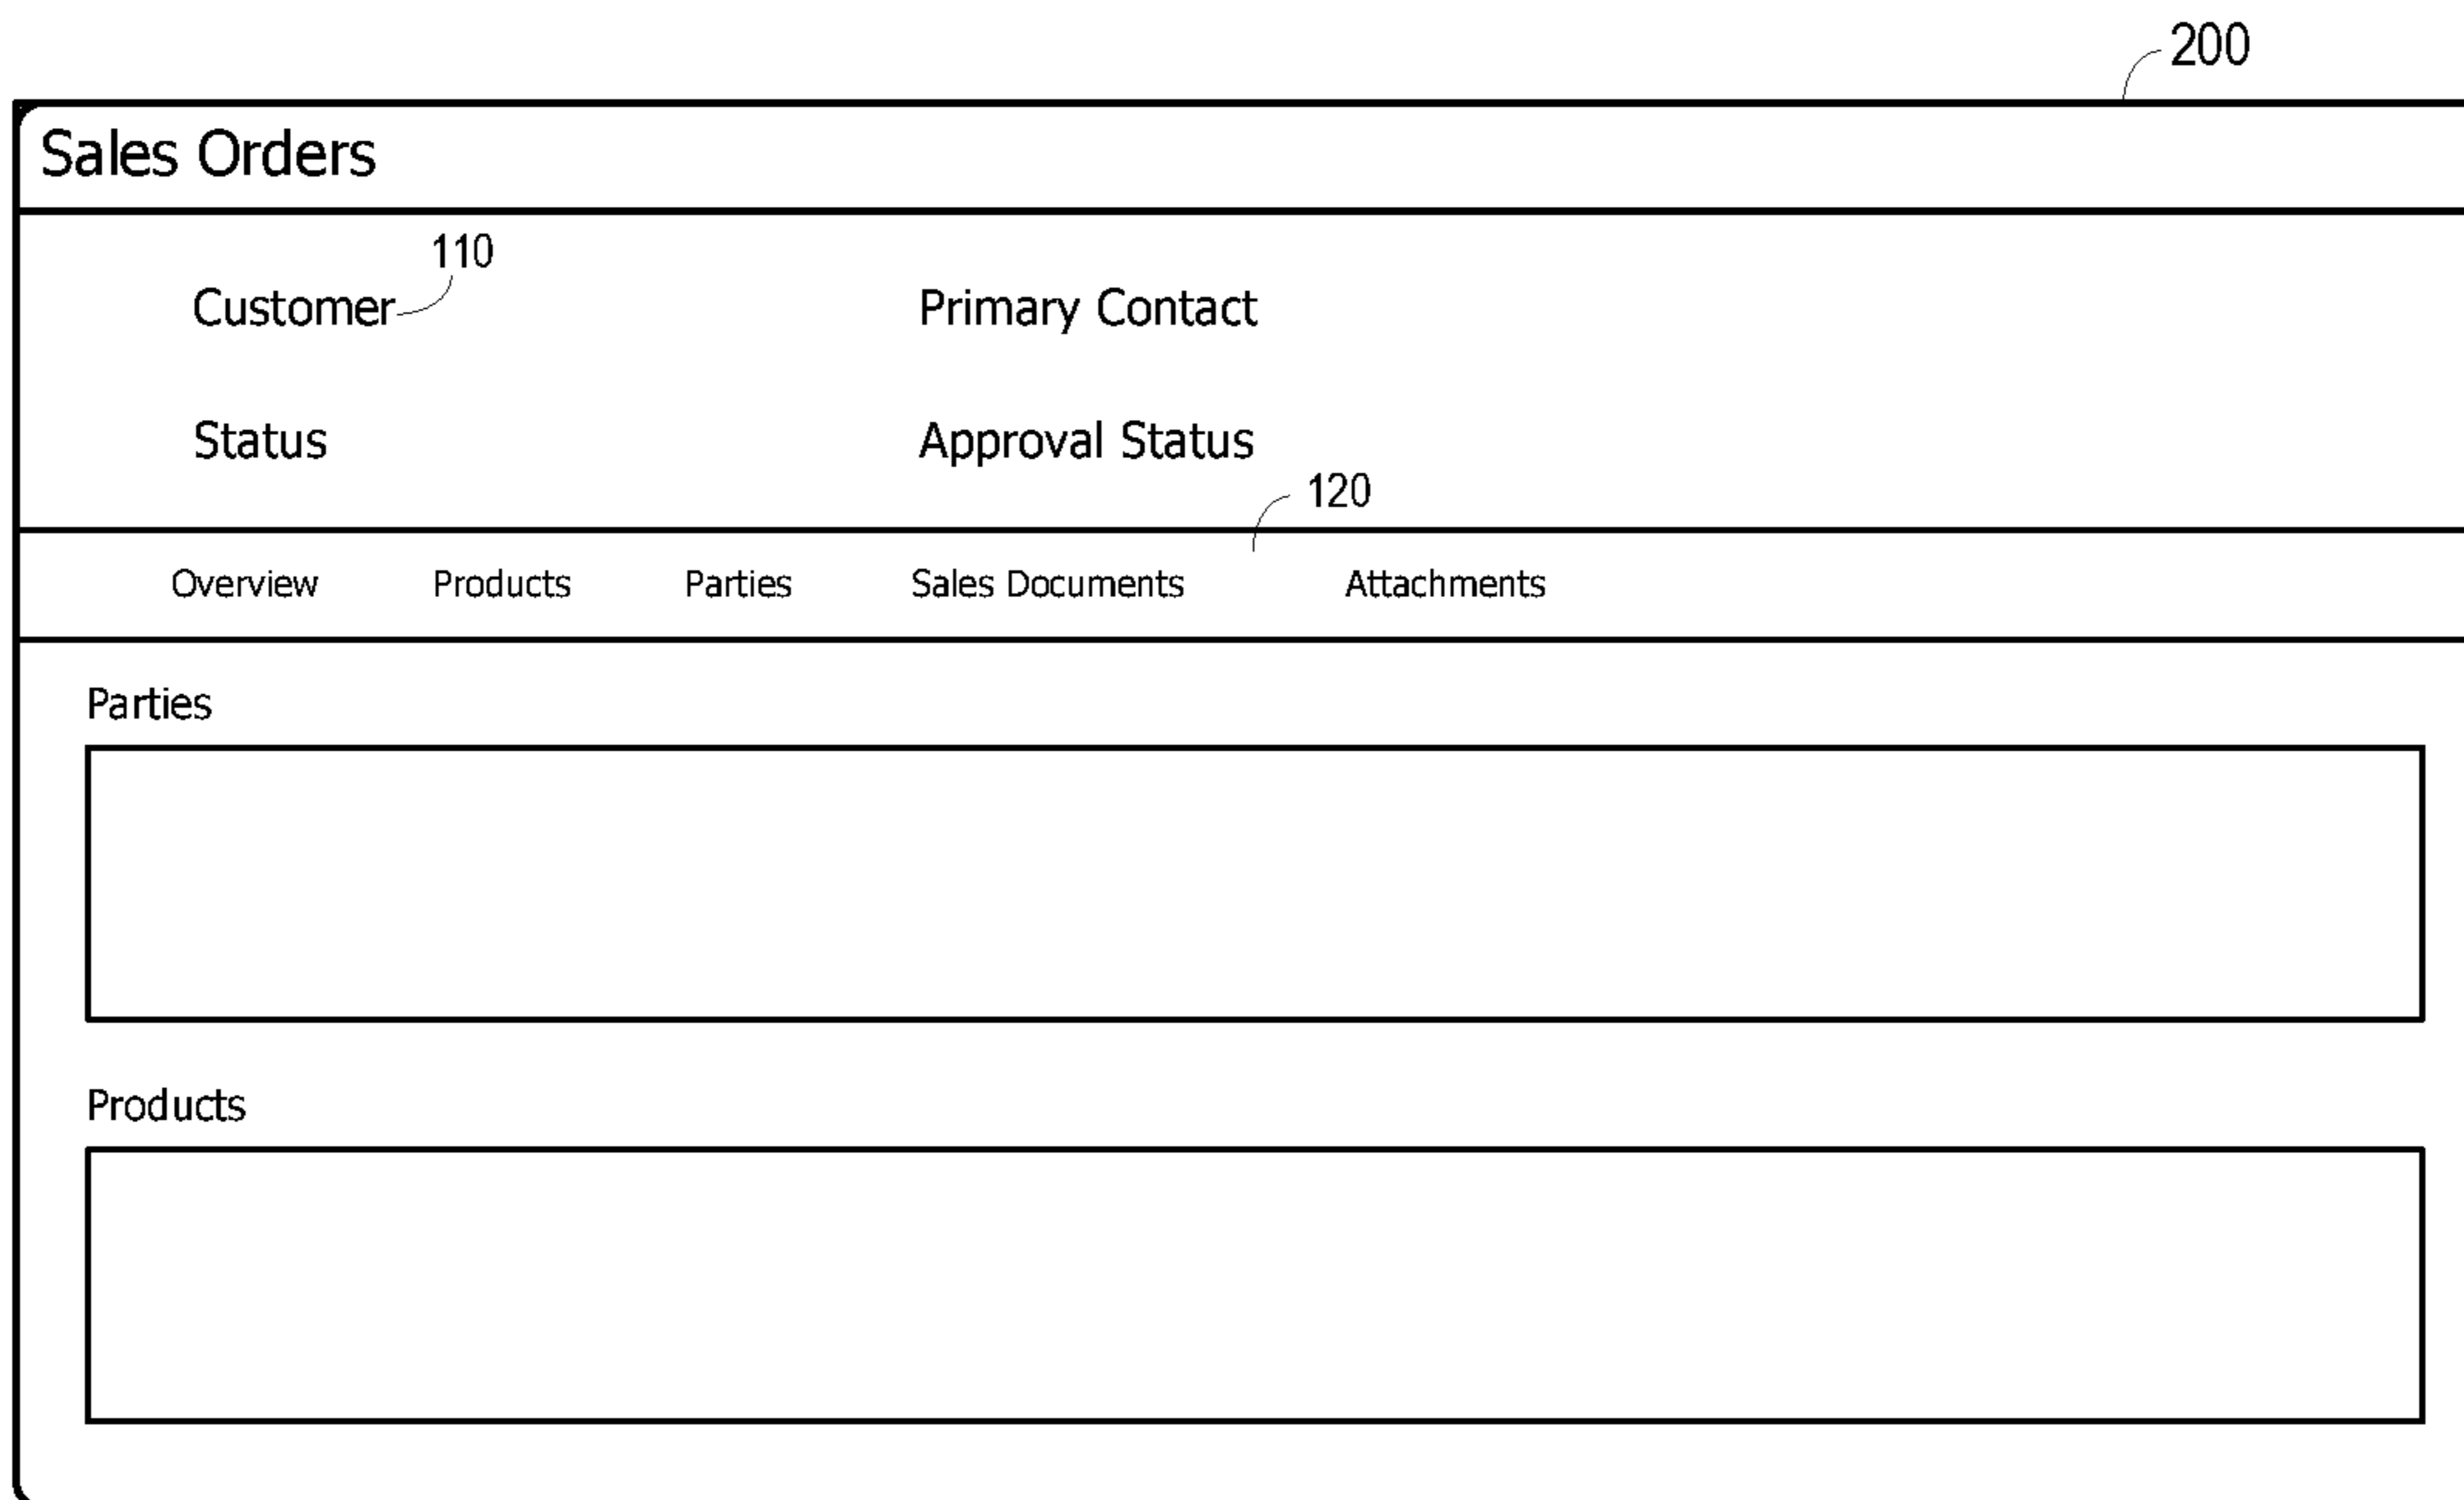 200
Sales Orders
110
Customer Primary Contact
Status Approval Status
120
Overview Products Parties Sales Documents Attachments
Parties
Products